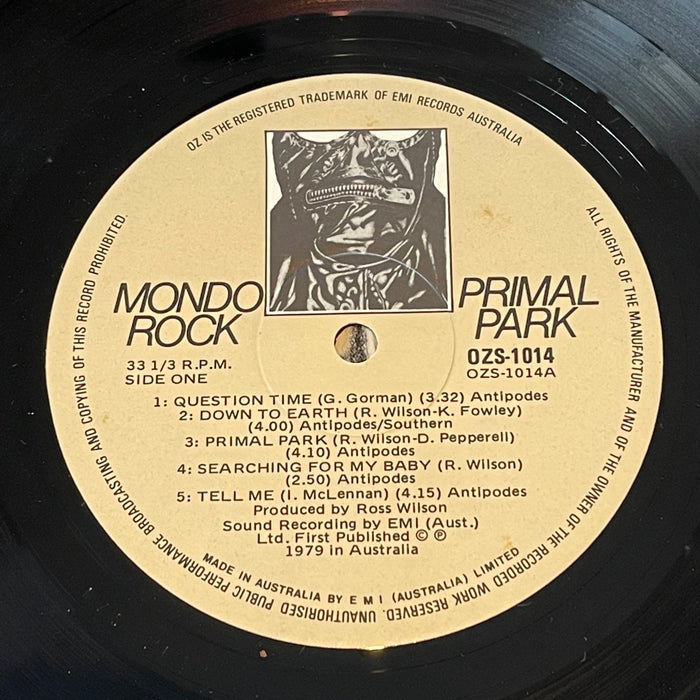 OZ IS THE REGISTERED TRADEMARK OF EMI RECORDS AUSTRALIA
MONDO ROCK
PRIMAL PARK
33 1/3 R.P.M.
SIDE ONE
OZS-1014
OZS-1014A
1: QUESTION TIME (G. Gorman) (3.32) Antipodes
2: DOWN TO EARTH (R. Wilson-K. Fowley)
(4.00) Antipodes/Southern
3: PRIMAL PARK (R. Wilson-D. Pepperell)
(4.10) Antipodes
4: SEARCHING FOR MY BABY (R. Wilson)
(2.50) Antipodes
5: TELL ME (I. McLennan) (4.15) Antipodes
Produced by Ross Wilson
Sound Recording by EMI (Aust.)
Ltd. First Published © ℗
1979 in Australia
MADE IN AUSTRALIA BY E M I (AUSTRALIA) LIMITED
ALL RIGHTS OF THE MANUFACTURER AND OF THE OWNER OF THE RECORDED WORK RESERVED. UNAUTHORISED PUBLIC PERFORMANCE BROADCASTING AND COPYING OF THIS RECORD PROHIBITED.